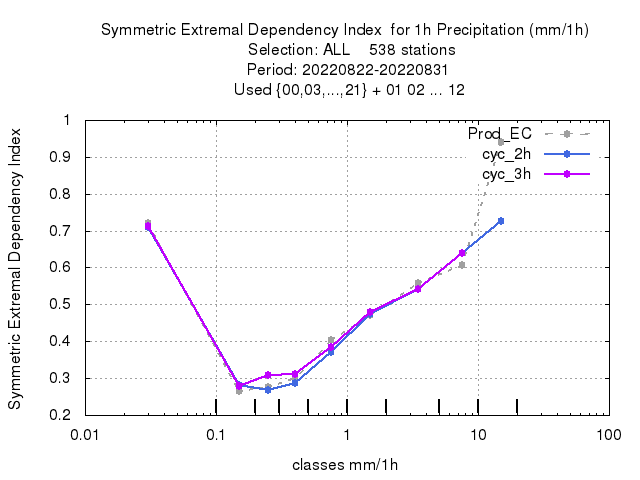 Symmetric Extremal Dependency Index for 1h Precipitation (mm/1h)
Selection: ALL 538 stations
Period: 20220822-20220831
Used {00,03,...,21} + 01 02 ... 12
Symmetric Extremal Dependency Index
1
0.9
0.8
0.7
0.6
0.5
0.4
0.3
0.2
Prod_EC
cyc_2h
cyc_3h
0.01
0.1
1
10
100
classes mm/1h